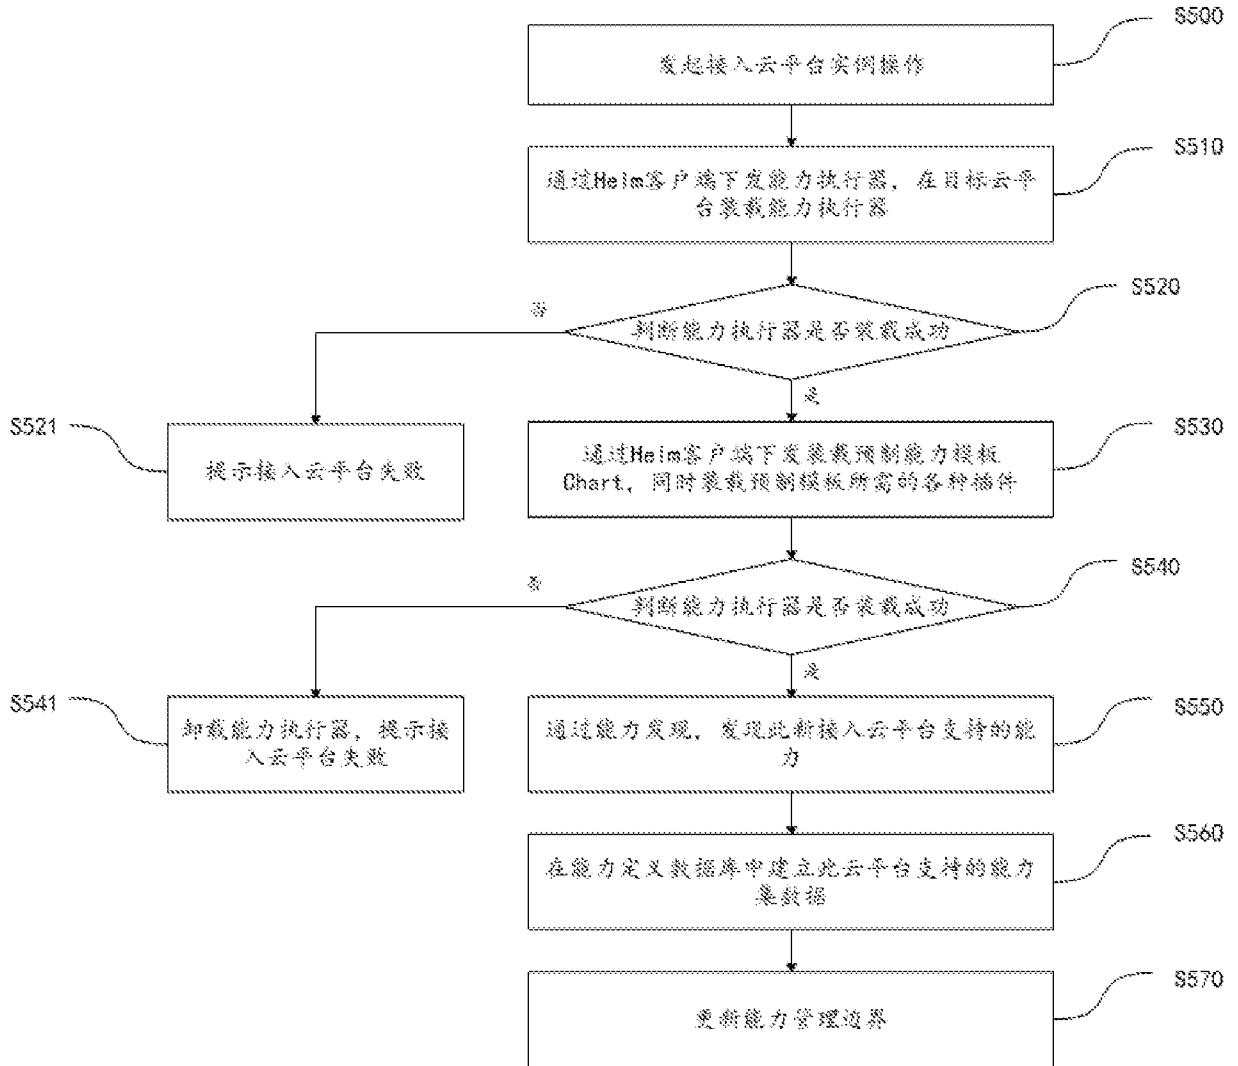 S500
发起接入云平台实例操作
S510
通过Helm客户端下发能力执行器，在目标云平
台装载能力执行器
S520
否
判断能力执行器是否装载成功
是
S521
提示接入云平台失败
S530
通过Helm客户端下发装载预制能力模板
Chart，同时装载预制模板所需的各种插件
S540
否
判断能力执行器是否装载成功
是
S541
卸载能力执行器，提示接
入云平台失败
S550
通过能力发现，发现此新接入云平台支持的能
力
S560
在能力定义数据库中建立此云平台支持的能力
集数据
S570
更新能力管理边界